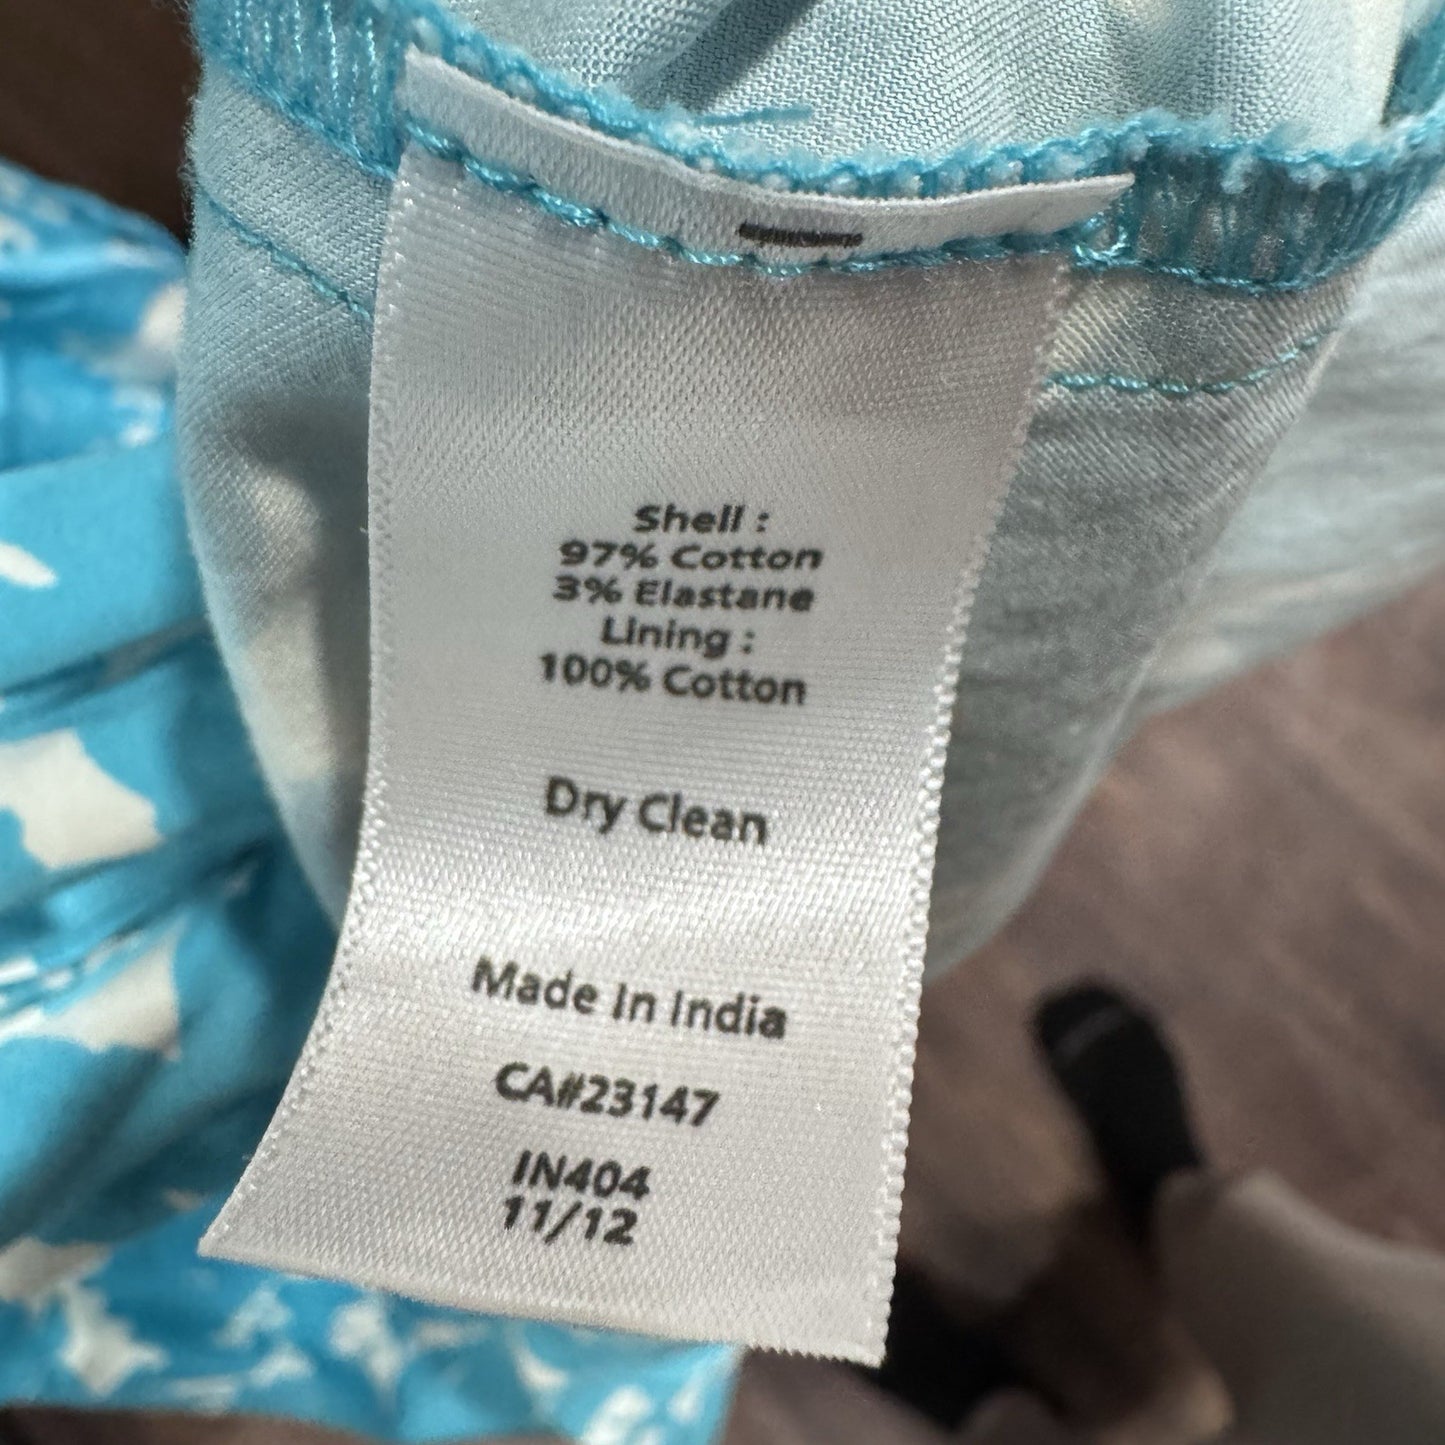 Shell :
97% Cotton
3% Elastane
Lining :
100% Cotton
Dry Clean
Made In India
CA#23147
IN404
11/12